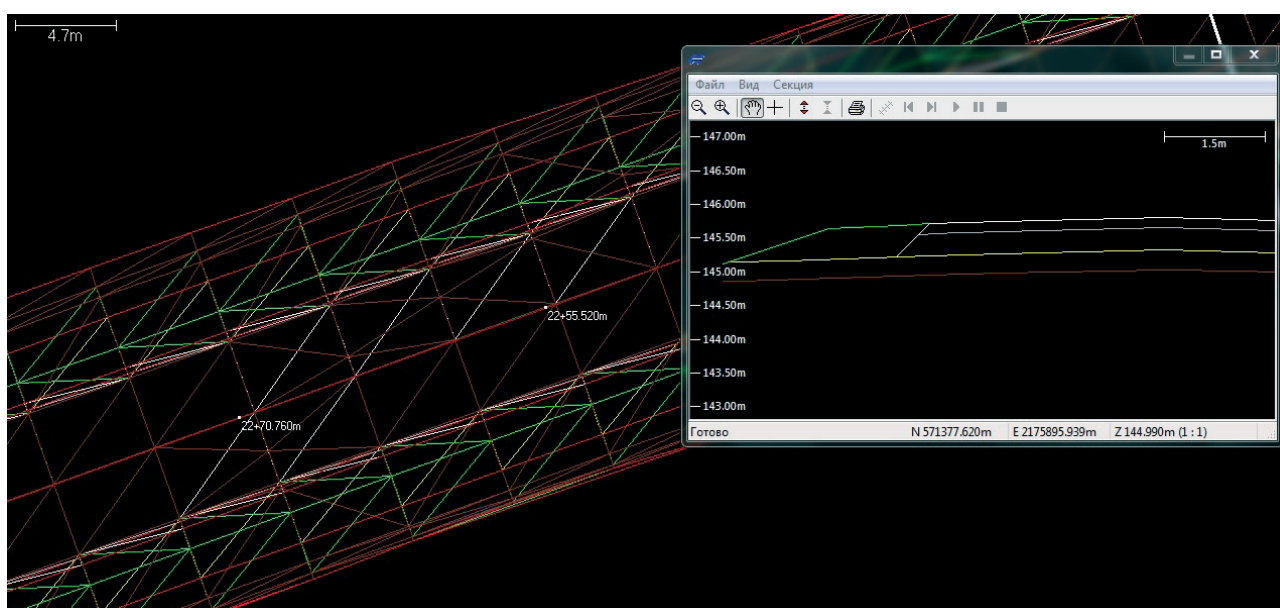 4.7m
Файл Вид Секция
147.00m
1.5m
146.50m
146.00m
145.50m
145.00m
144.50m
144.00m
143.50m
143.00m
Готово N 571377.620m E 2175895.939m Z 144.990m (1 : 1)
22+55.520m
22+70.760m